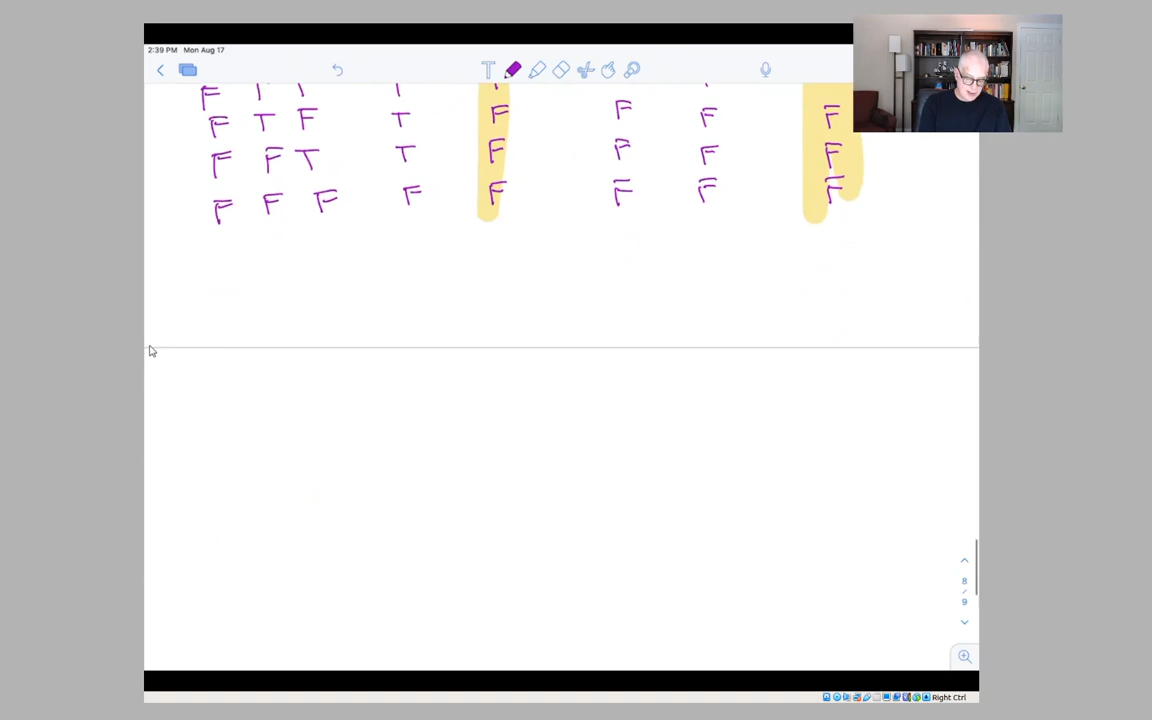 2:39 PM Mon Aug 17
T
F
F T F T F F F F
F F T T F F F F
F F F F F F F F
8
/
9
Right Ctrl